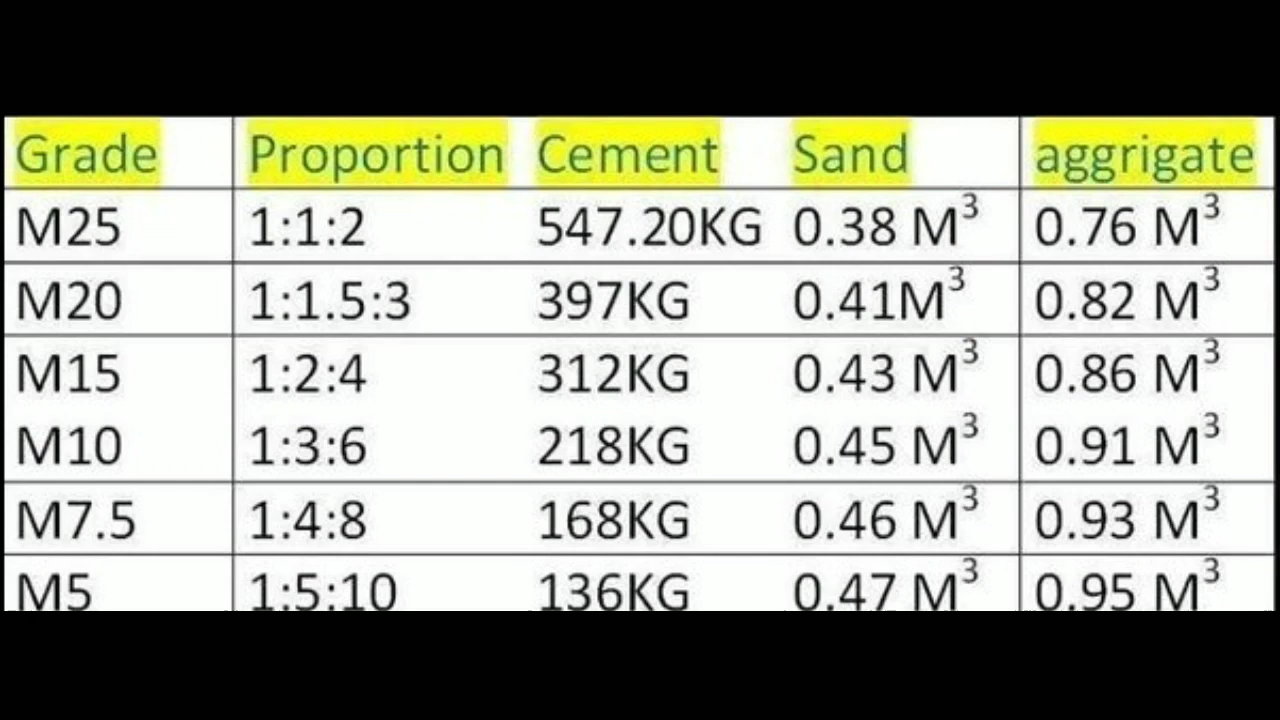 Grade Proportion Cement Sand aggrigate
M25 1:1:2 547.20KG 0.38 M³ 0.76 M³
M20 1:1.5:3 397KG 0.41M³ 0.82 M³
M15 1:2:4 312KG 0.43 M³ 0.86 M³
M10 1:3:6 218KG 0.45 M³ 0.91 M³
M7.5 1:4:8 168KG 0.46 M³ 0.93 M³
M5 1:5:10 136KG 0.47 M³ 0.95 M³